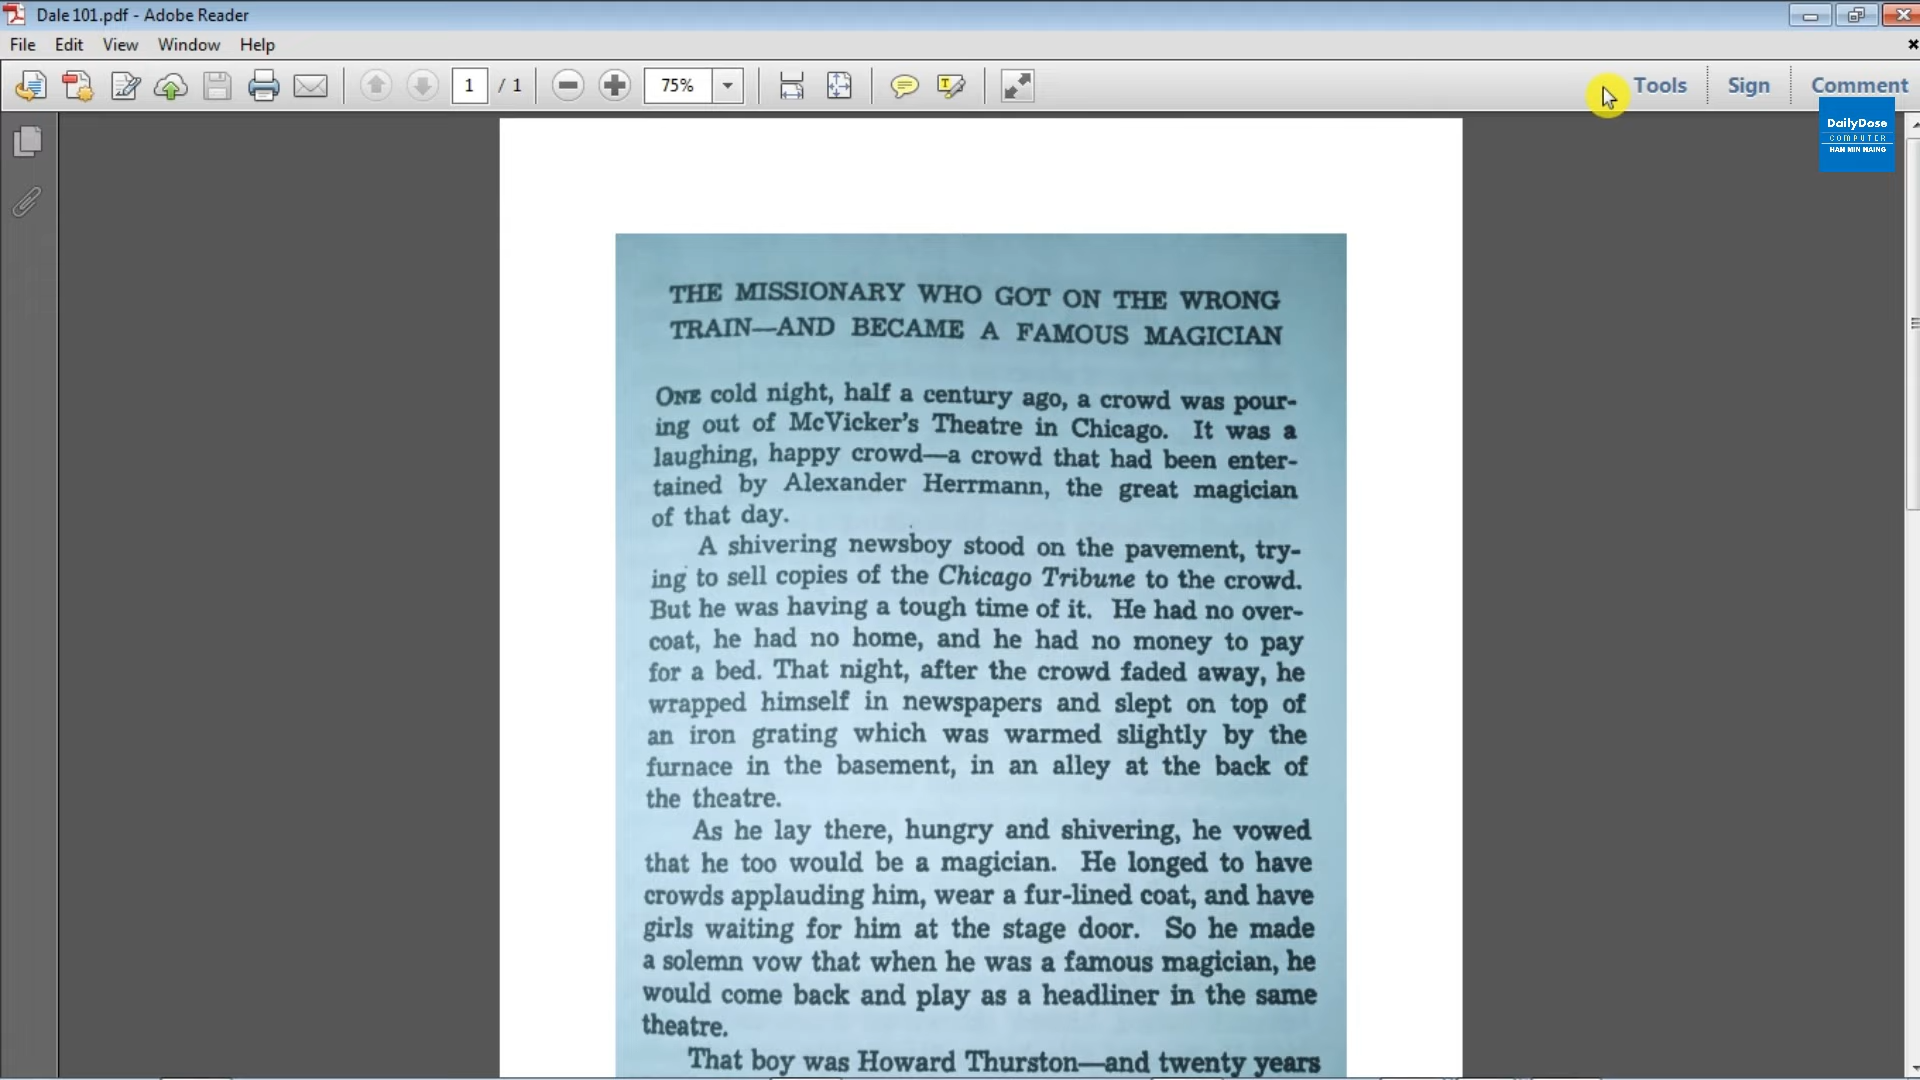 Dale 101.pdf - Adobe Reader
File Edit View Window Help
1 / 1 75% Tools Sign Comment
DailyDose
COMPUTER
HAN MIN NAING
THE MISSIONARY WHO GOT ON THE WRONG
TRAIN—AND BECAME A FAMOUS MAGICIAN
ONE cold night, half a century ago, a crowd was pour-
ing out of McVicker's Theatre in Chicago. It was a
laughing, happy crowd—a crowd that had been enter-
tained by Alexander Herrmann, the great magician
of that day.
A shivering newsboy stood on the pavement, try-
ing to sell copies of the Chicago Tribune to the crowd.
But he was having a tough time of it. He had no over-
coat, he had no home, and he had no money to pay
for a bed. That night, after the crowd faded away, he
wrapped himself in newspapers and slept on top of
an iron grating which was warmed slightly by the
furnace in the basement, in an alley at the back of
the theatre.
As he lay there, hungry and shivering, he vowed
that he too would be a magician. He longed to have
crowds applauding him, wear a fur-lined coat, and have
girls waiting for him at the stage door. So he made
a solemn vow that when he was a famous magician, he
would come back and play as a headliner in the same
theatre.
That boy was Howard Thurston—and twenty years